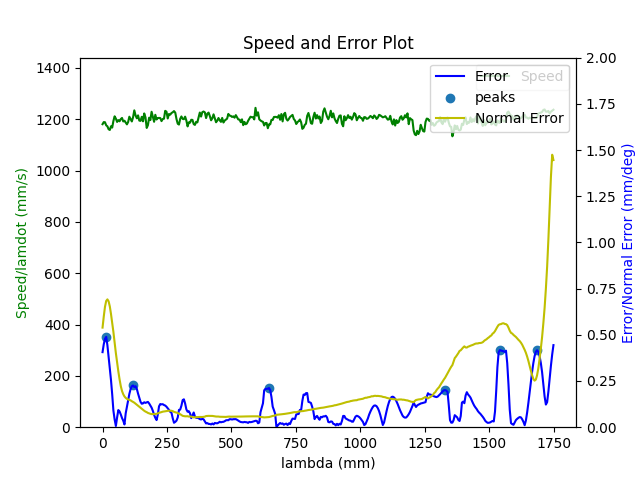 Speed and Error Plot
Error
Speed
peaks
Normal Error
1400
1200
1000
800
600
400
200
0
Speed/lamdot (mm/s)
2.00
1.75
1.50
1.25
1.00
0.75
0.50
0.25
0.00
Error/Normal Error (mm/deg)
0 250 500 750 1000 1250 1500 1750
lambda (mm)